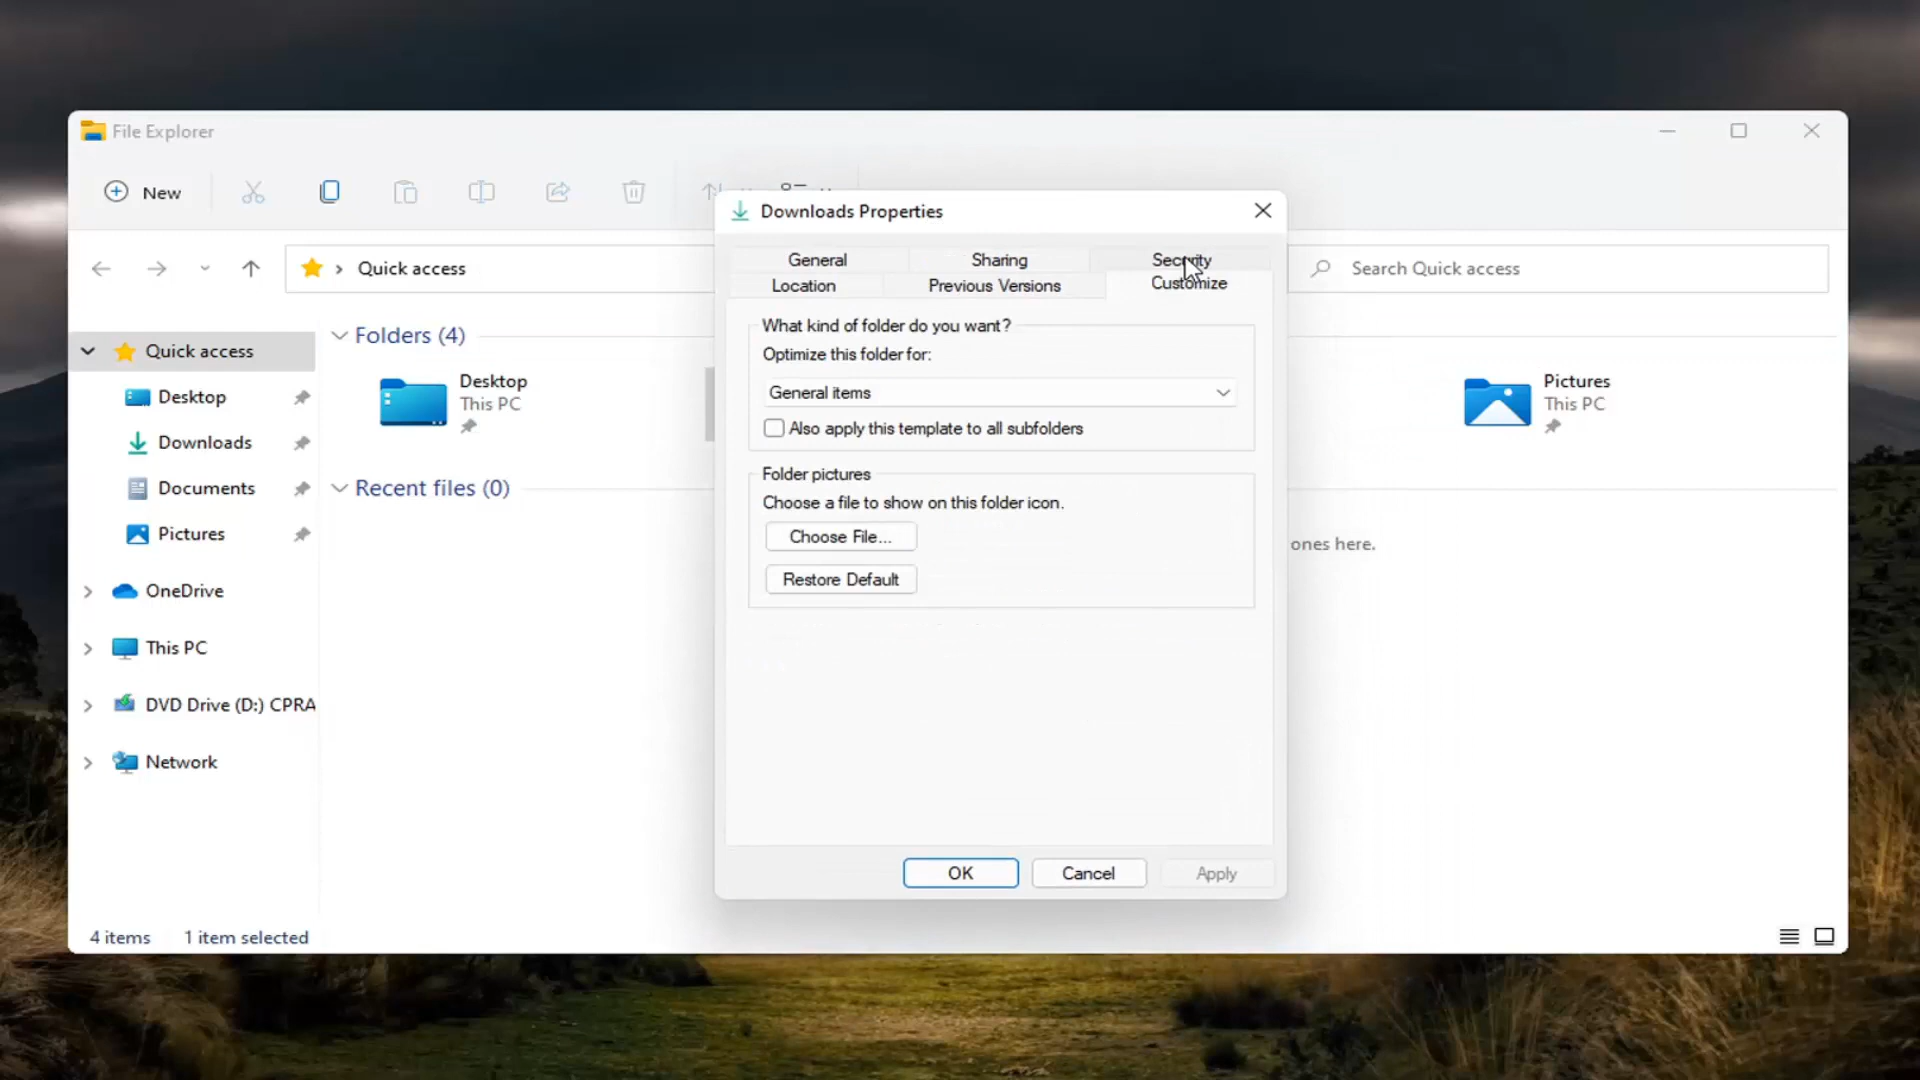 File Explorer
New
Downloads Properties
General
Sharing
Security
Location
Previous Versions
Customize
Quick access
Search Quick access
What kind of folder do you want?
Optimize this folder for:
General items
Also apply this template to all subfolders
Folder pictures
Choose a file to show on this folder icon.
Choose File...
Restore Default
OK
Cancel
Apply
Quick access
Desktop
Downloads
Documents
Pictures
OneDrive
This PC
DVD Drive (D:) CPRA
Network
Folders (4)
Desktop
This PC
Pictures
This PC
Recent files (0)
ones here.
4 items
1 item selected